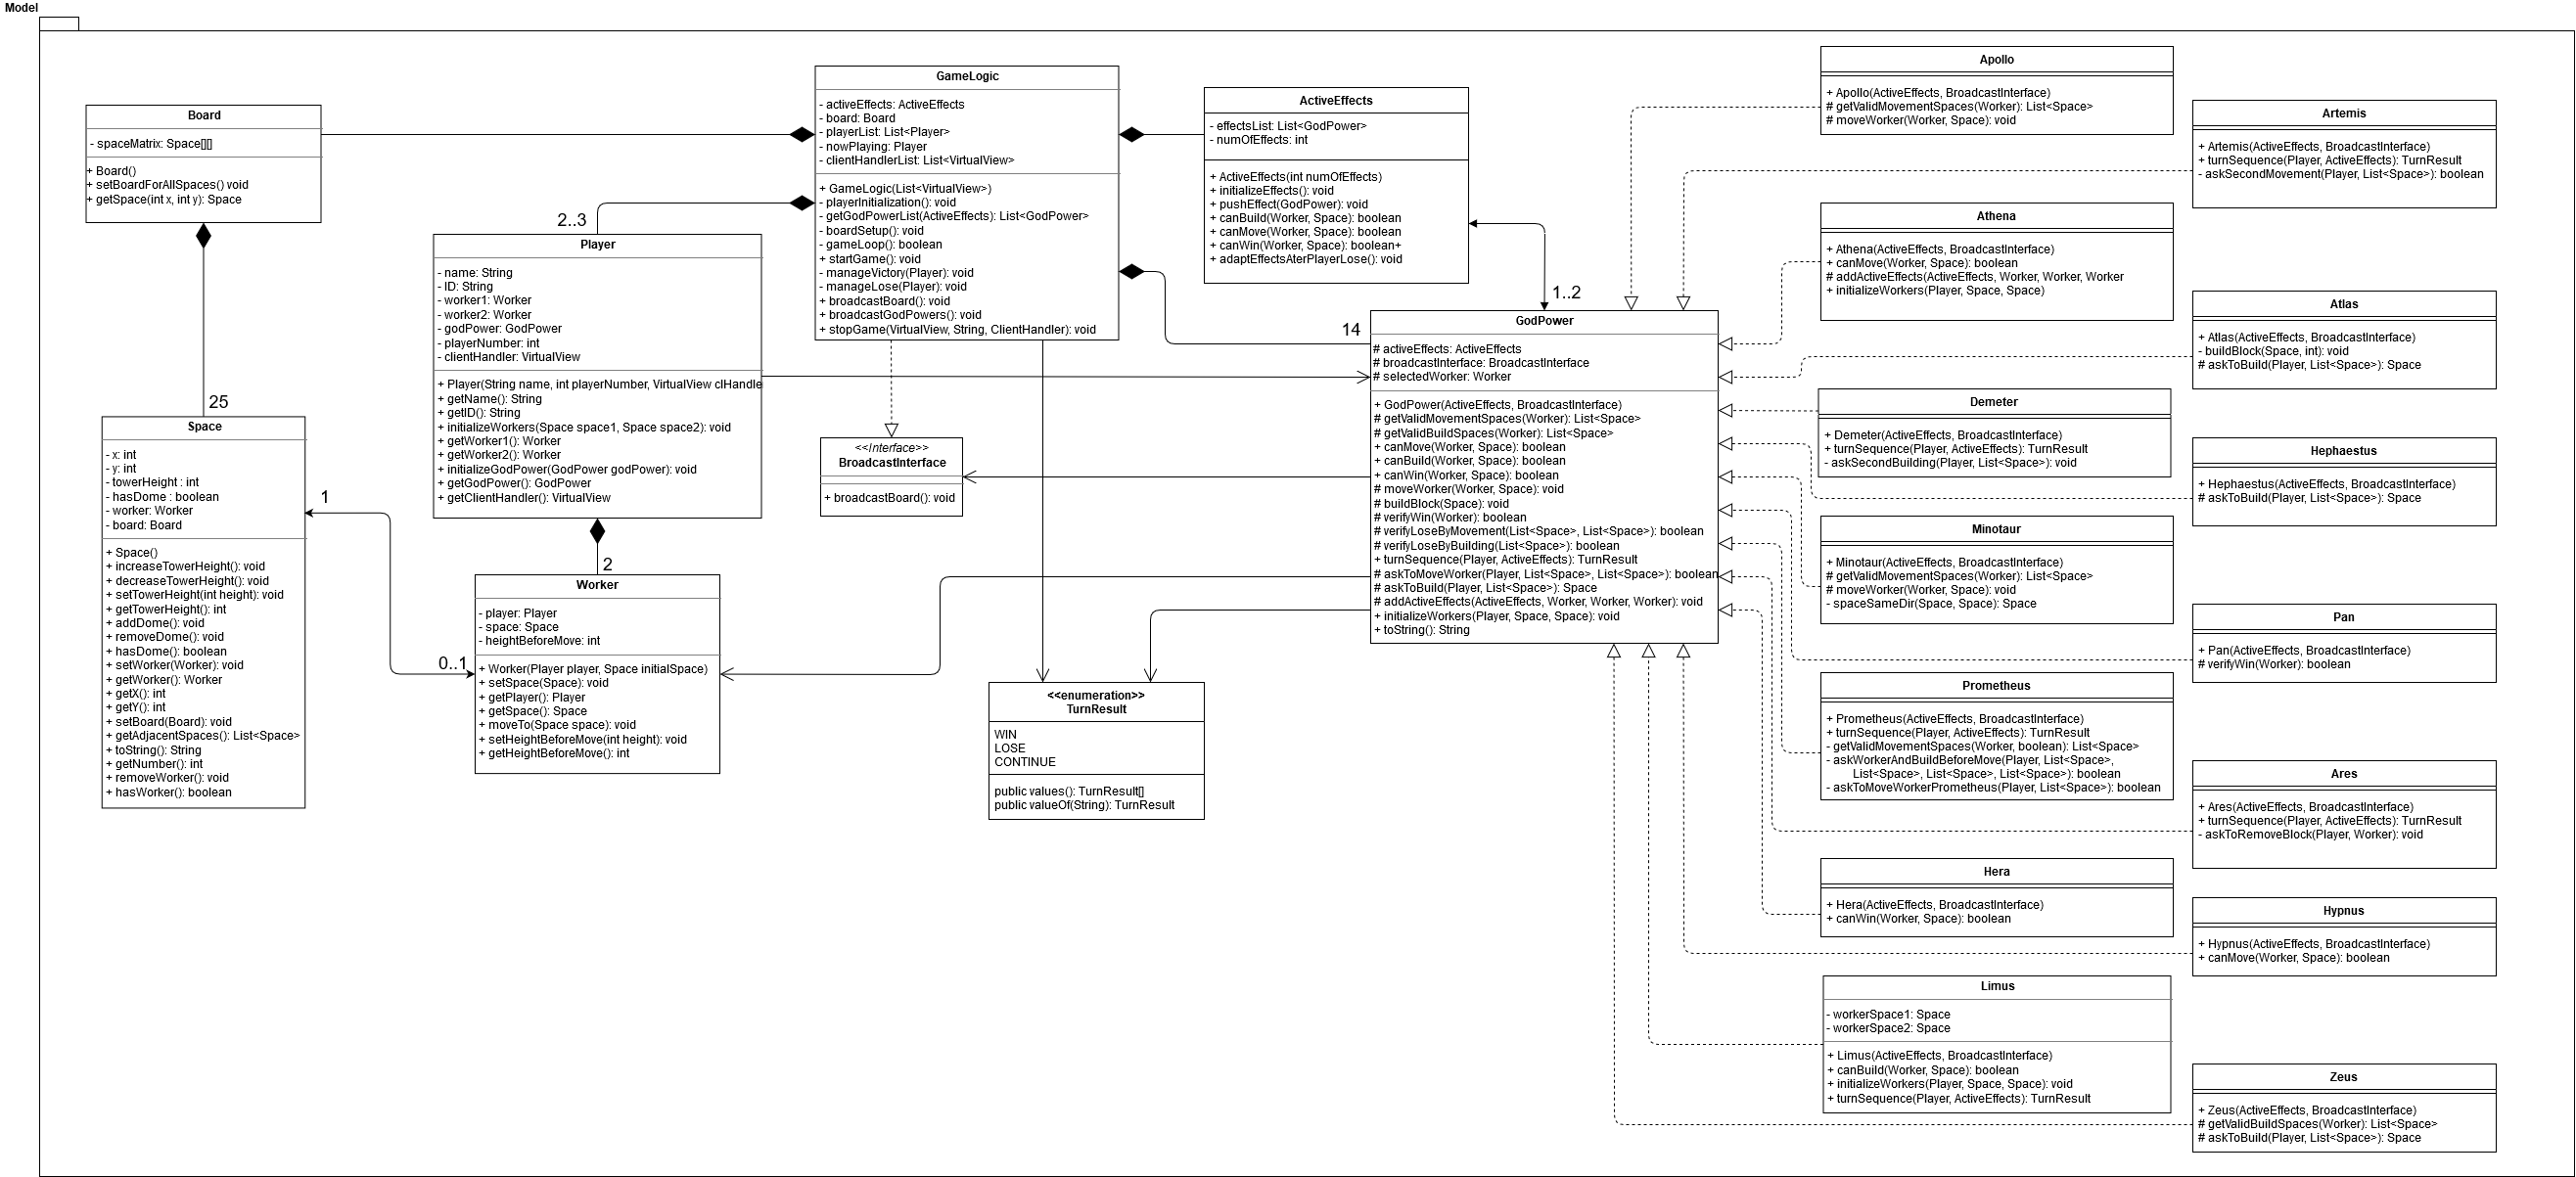 Model
Board
- spaceMatrix: Space[][]
+ Board()
+ setBoardForAllSpaces() void
+ getSpace(int x, int y): Space
25
Space
- x: int
- y: int
- towerHeight : int
- hasDome : boolean
- worker: Worker
- board: Board
+ Space()
+ increaseTowerHeight(): void
+ decreaseTowerHeight(): void
+ setTowerHeight(int height): void
+ getTowerHeight(): int
+ addDome(): void
+ removeDome(): void
+ hasDome(): boolean
+ setWorker(Worker): void
+ getWorker(): Worker
+ getX(): int
+ getY(): int
+ setBoard(Board): void
+ getAdjacentSpaces(): List<Space>
+ toString(): String
+ getNumber(): int
+ removeWorker(): void
+ hasWorker(): boolean
1
0..1
2..3
Player
- name: String
- ID: String
- worker1: Worker
- worker2: Worker
- godPower: GodPower
- playerNumber: int
- clientHandler: VirtualView
+ Player(String name, int playerNumber, VirtualView clHandle
+ getName(): String
+ getID(): String
+ initializeWorkers(Space space1, Space space2): void
+ getWorker1(): Worker
+ getWorker2(): Worker
+ initializeGodPower(GodPower godPower): void
+ getGodPower(): GodPower
+ getClientHandler(): VirtualView
2
Worker
- player: Player
- space: Space
- heightBeforeMove: int
+ Worker(Player player, Space initialSpace)
+ setSpace(Space): void
+ getPlayer(): Player
+ getSpace(): Space
+ moveTo(Space space): void
+ setHeightBeforeMove(int height): void
+ getHeightBeforeMove(): int
GameLogic
- activeEffects: ActiveEffects
- board: Board
- playerList: List<Player>
- nowPlaying: Player
- clientHandlerList: List<VirtualView>
+ GameLogic(List<VirtualView>)
- playerInitialization(): void
- getGodPowerList(ActiveEffects): List<GodPower>
- boardSetup(): void
- gameLoop(): boolean
+ startGame(): void
- manageVictory(Player): void
- manageLose(Player): void
+ broadcastBoard(): void
+ broadcastGodPowers(): void
+ stopGame(VirtualView, String, ClientHandler): void
<<Interface>>
BroadcastInterface
+ broadcastBoard(): void
<<enumeration>>
TurnResult
WIN
LOSE
CONTINUE
public values(): TurnResult[]
public valueOf(String): TurnResult
ActiveEffects
- effectsList: List<GodPower>
- numOfEffects: int
+ ActiveEffects(int numOfEffects)
+ initializeEffects(): void
+ pushEffect(GodPower): void
+ canBuild(Worker, Space): boolean
+ canMove(Worker, Space): boolean
+ canWin(Worker, Space): boolean+
+ adaptEffectsAterPlayerLose(): void
1..2
14
GodPower
# activeEffects: ActiveEffects
# broadcastInterface: BroadcastInterface
# selectedWorker: Worker
+ GodPower(ActiveEffects, BroadcastInterface)
# getValidMovementSpaces(Worker): List<Space>
# getValidBuildSpaces(Worker): List<Space>
+ canMove(Worker, Space): boolean
+ canBuild(Worker, Space): boolean
+ canWin(Worker, Space): boolean
# moveWorker(Worker, Space): void
# buildBlock(Space): void
# verifyWin(Worker): boolean
# verifyLoseByMovement(List<Space>, List<Space>): boolean
# verifyLoseByBuilding(List<Space>): boolean
+ turnSequence(Player, ActiveEffects): TurnResult
# askToMoveWorker(Player, List<Space>, List<Space>): boolean
# askToBuild(Player, List<Space>): Space
# addActiveEffects(ActiveEffects, Worker, Worker, Worker): void
+ initializeWorkers(Player, Space, Space): void
+ toString(): String
Apollo
+ Apollo(ActiveEffects, BroadcastInterface)
# getValidMovementSpaces(Worker): List<Space>
# moveWorker(Worker, Space): void
Artemis
+ Artemis(ActiveEffects, BroadcastInterface)
+ turnSequence(Player, ActiveEffects): TurnResult
- askSecondMovement(Player, List<Space>): boolean
Athena
+ Athena(ActiveEffects, BroadcastInterface)
+ canMove(Worker, Space): boolean
# addActiveEffects(ActiveEffects, Worker, Worker, Worker
+ initializeWorkers(Player, Space, Space)
Atlas
+ Atlas(ActiveEffects, BroadcastInterface)
- buildBlock(Space, int): void
# askToBuild(Player, List<Space>): Space
Demeter
+ Demeter(ActiveEffects, BroadcastInterface)
+ turnSequence(Player, ActiveEffects): TurnResult
- askSecondBuilding(Player, List<Space>): void
Hephaestus
+ Hephaestus(ActiveEffects, BroadcastInterface)
# askToBuild(Player, List<Space>): Space
Minotaur
+ Minotaur(ActiveEffects, BroadcastInterface)
# getValidMovementSpaces(Worker): List<Space>
# moveWorker(Worker, Space): void
- spaceSameDir(Space, Space): Space
Pan
+ Pan(ActiveEffects, BroadcastInterface)
# verifyWin(Worker): boolean
Prometheus
+ Prometheus(ActiveEffects, BroadcastInterface)
+ turnSequence(Player, ActiveEffects): TurnResult
- getValidMovementSpaces(Worker, boolean): List<Space>
- askWorkerAndBuildBeforeMove(Player, List<Space>,
List<Space>, List<Space>, List<Space>): boolean
- askToMoveWorkerPrometheus(Player, List<Space>): boolean
Ares
+ Ares(ActiveEffects, BroadcastInterface)
+ turnSequence(Player, ActiveEffects): TurnResult
- askToRemoveBlock(Player, Worker): void
Hera
+ Hera(ActiveEffects, BroadcastInterface)
+ canWin(Worker, Space): boolean
Hypnus
+ Hypnus(ActiveEffects, BroadcastInterface)
+ canMove(Worker, Space): boolean
Limus
- workerSpace1: Space
- workerSpace2: Space
+ Limus(ActiveEffects, BroadcastInterface)
+ canBuild(Worker, Space): boolean
+ initializeWorkers(Player, Space, Space): void
+ turnSequence(Player, ActiveEffects): TurnResult
Zeus
+ Zeus(ActiveEffects, BroadcastInterface)
# getValidBuildSpaces(Worker): List<Space>
# askToBuild(Player, List<Space>): Space